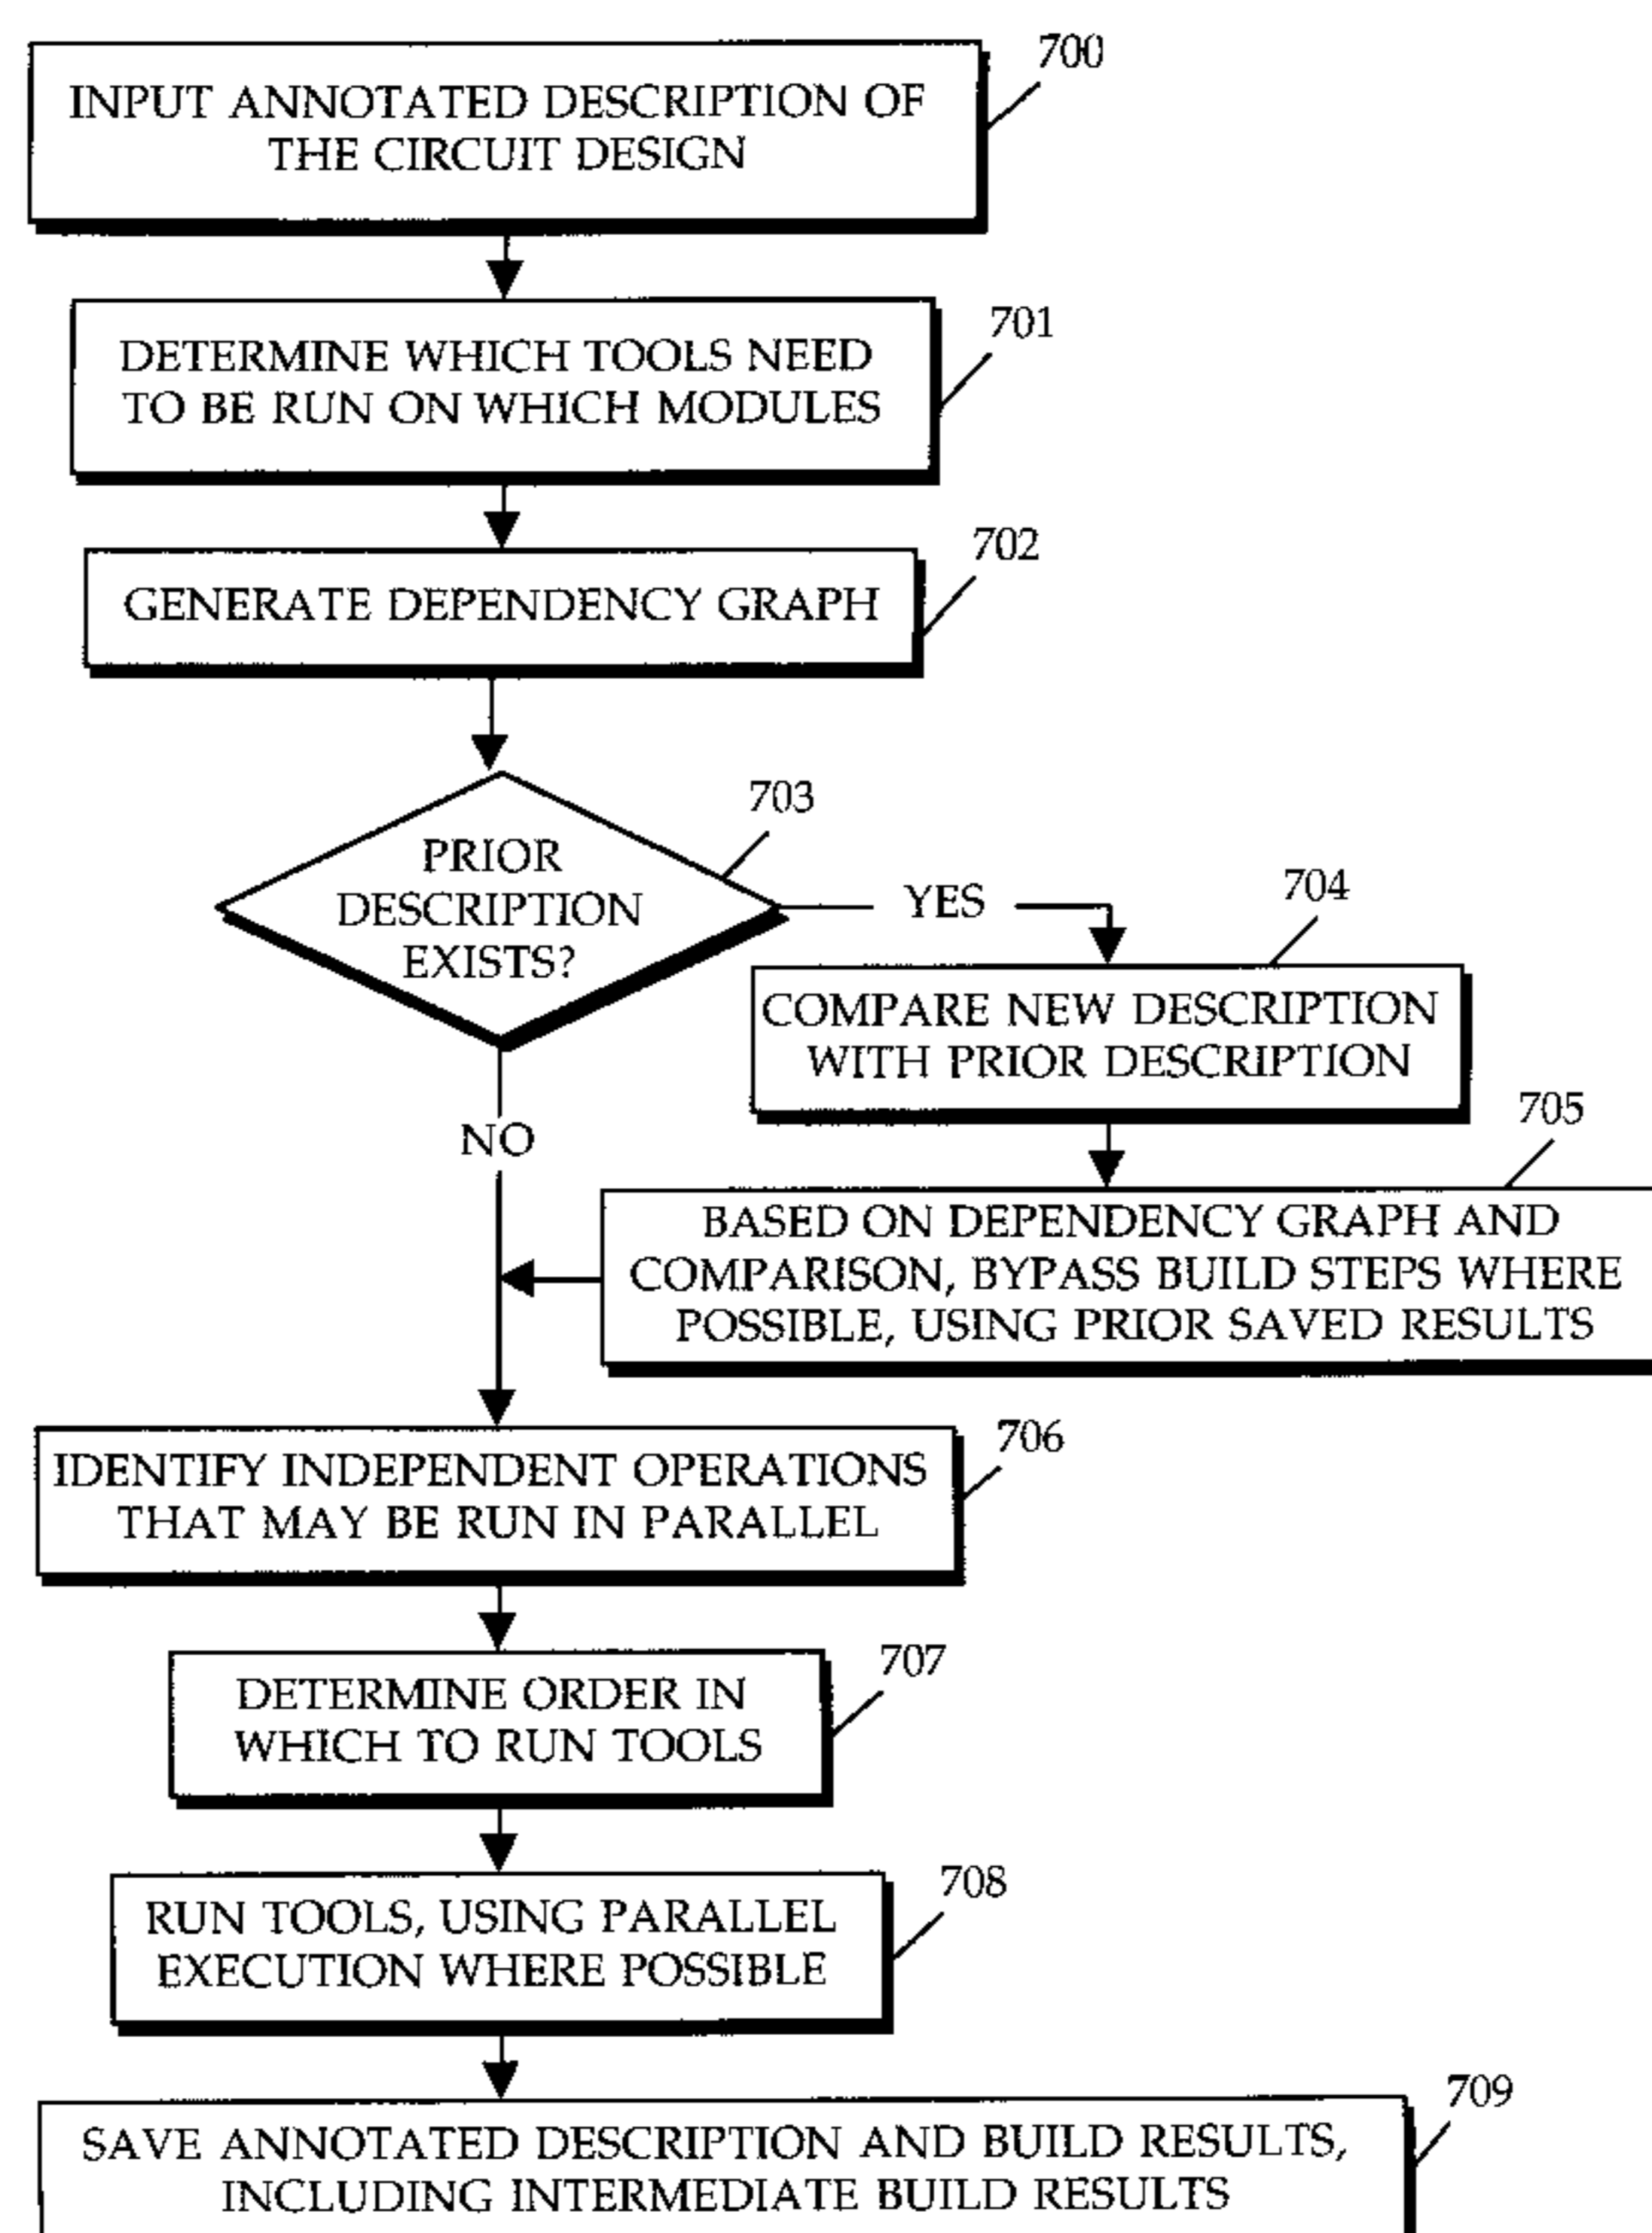 700
INPUT ANNOTATED DESCRIPTION OF
THE CIRCUIT DESIGN
701
DETERMINE WHICH TOOLS NEED
TO BE RUN ON WHICH MODULES
702
GENERATE DEPENDENCY GRAPH
703
PRIOR
DESCRIPTION
EXISTS?
YES
704
COMPARE NEW DESCRIPTION
WITH PRIOR DESCRIPTION
NO
705
BASED ON DEPENDENCY GRAPH AND
COMPARISON, BYPASS BUILD STEPS WHERE
POSSIBLE, USING PRIOR SAVED RESULTS
706
IDENTIFY INDEPENDENT OPERATIONS
THAT MAY BE RUN IN PARALLEL
707
DETERMINE ORDER IN
WHICH TO RUN TOOLS
708
RUN TOOLS, USING PARALLEL
EXECUTION WHERE POSSIBLE
709
SAVE ANNOTATED DESCRIPTION AND BUILD RESULTS,
INCLUDING INTERMEDIATE BUILD RESULTS